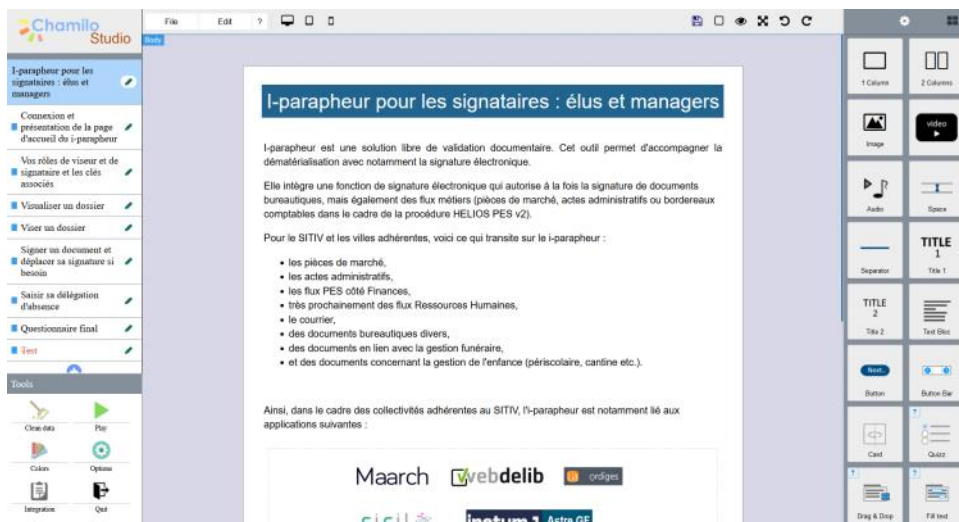 Chamilo
Studio
File
Edit
?
Body
I-parapheur pour les
signataires : élus et
managers
Connexion et
présentation de la page
d'accueil du i-parapheur
Vos rôles de viseur et de
signataire et les clés
associés
Visualiser un dossier
Viser un dossier
Signer un document et
déplacer sa signature si
besoin
Saisir sa délégation
d'absence
Questionnaire final
Test
Tools
Clean data
Play
Colors
Options
Integration
Quit
I-parapheur pour les signataires : élus et managers
I-parapheur est une solution libre de validation documentaire. Cet outil permet d'accompagner la
dématérialisation avec notamment la signature électronique.
Elle intègre une fonction de signature électronique qui autorise à la fois la signature de documents
bureautiques, mais également des flux métiers (pièces de marché, actes administratifs ou bordereaux
comptables dans le cadre de la procédure HELIOS PES v2).
Pour le SITIV et les villes adhérentes, voici ce qui transite sur le i-parapheur :
• les pièces de marché,
• les actes administratifs,
• les flux PES côté Finances,
• très prochainement des flux Ressources Humaines,
• le courrier,
• des documents bureautiques divers,
• des documents en lien avec la gestion funéraire,
• et des documents concernant la gestion de l'enfance (périscolaire, cantine etc.).
Ainsi, dans le cadre des collectivités adhérentes au SITIV, l'i-parapheur est notamment lié aux
applications suivantes :
Maarch
webdelib
ordiges
Astre GF
1 Column
2 Columns
Image
video
Audio
Space
Separator
TITLE
1
Title 1
TITLE
2
Title 2
Text Bloc
Next.
Button
Button Bar
Card
?
Quizz
?
Drag & Drop
?
Fill text